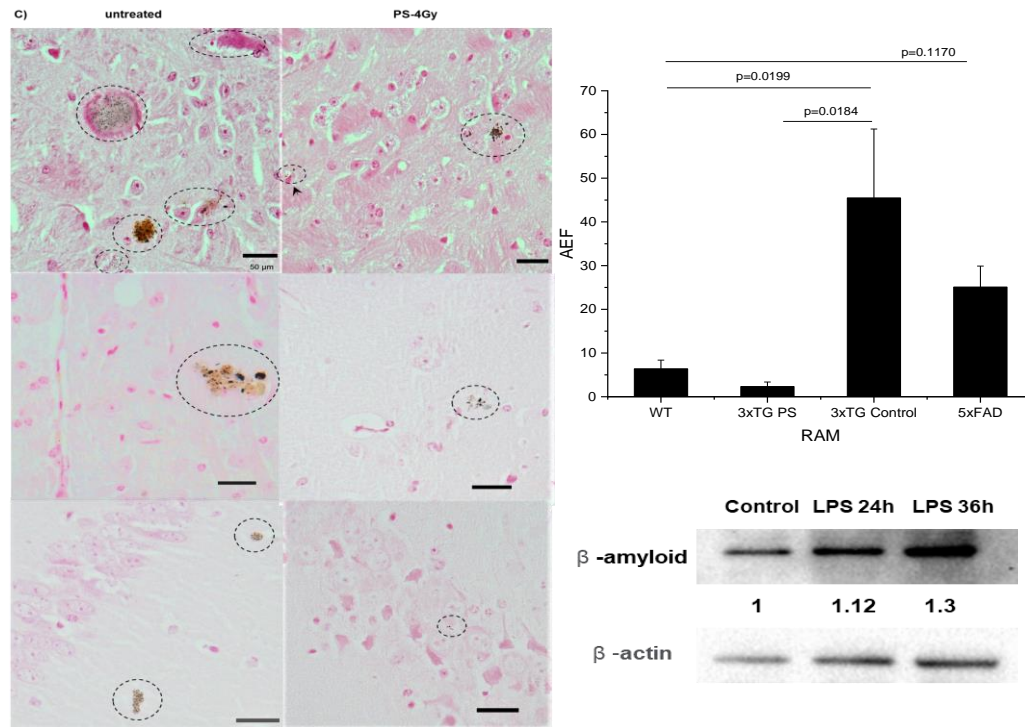 C)
untreated
PS-4Gy
50 µm
p=0.1170
p=0.0199
p=0.0184
70
60
50
40
30
20
10
0
AEF
WT
3xTG PS
3xTG Control
5xFAD
RAM
Control LPS 24h LPS 36h
β -amyloid
1 1.12 1.3
β -actin